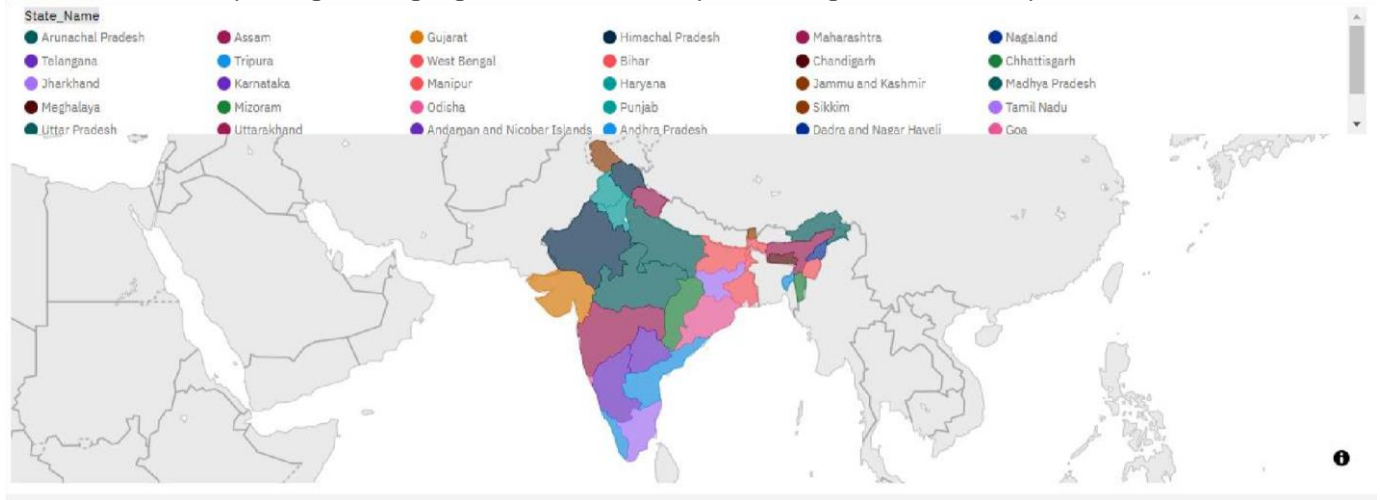 State_Name
Arunachal Pradesh Assam Gujarat Himachal Pradesh Maharashtra Nagaland
Telangana Tripura West Bengal Bihar Chandigarh Chhattisgarh
Jharkhand Karnataka Manipur Haryana Jammu and Kashmir Madhya Pradesh
Meghalaya Mizoram Odisha Punjab Sikkim Tamil Nadu
Uttar Pradesh Uttarakhand Andaman and Nicobar Islands Andhra Pradesh Dadra and Nagar Haveli Goa